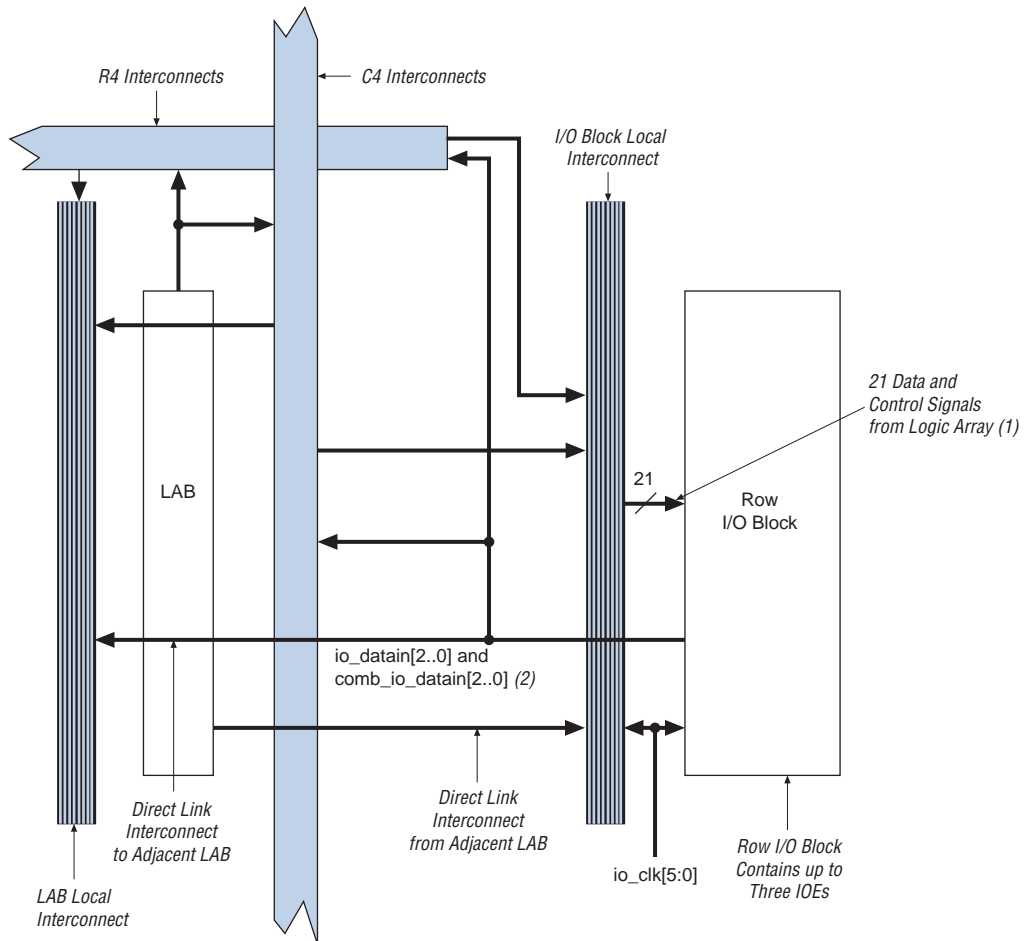 R4 Interconnects
C4 Interconnects
I/O Block Local
Interconnect
21 Data and
Control Signals
from Logic Array (1)
21
LAB
Row
I/O Block
io_datain[2..0] and
comb_io_datain[2..0] (2)
Direct Link
Interconnect
to Adjacent LAB
Direct Link
Interconnect
from Adjacent LAB
Row I/O Block
Contains up to
Three IOEs
io_clk[5:0]
LAB Local
Interconnect